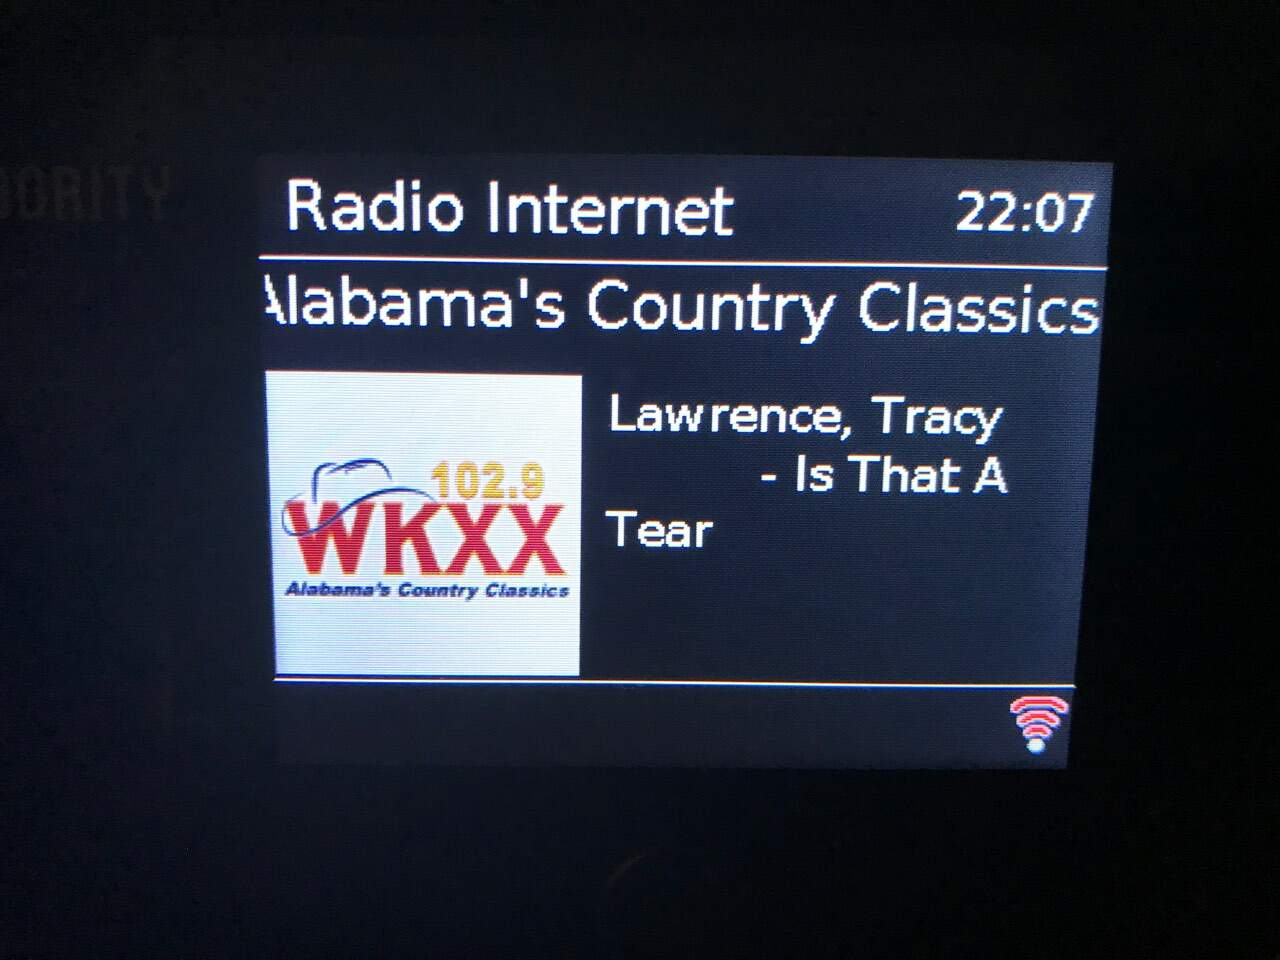 Radio Internet 22:07
Alabama's Country Classics
102.9
WKXX
Alabama's Country Classics
Lawrence, Tracy
- Is That A
Tear